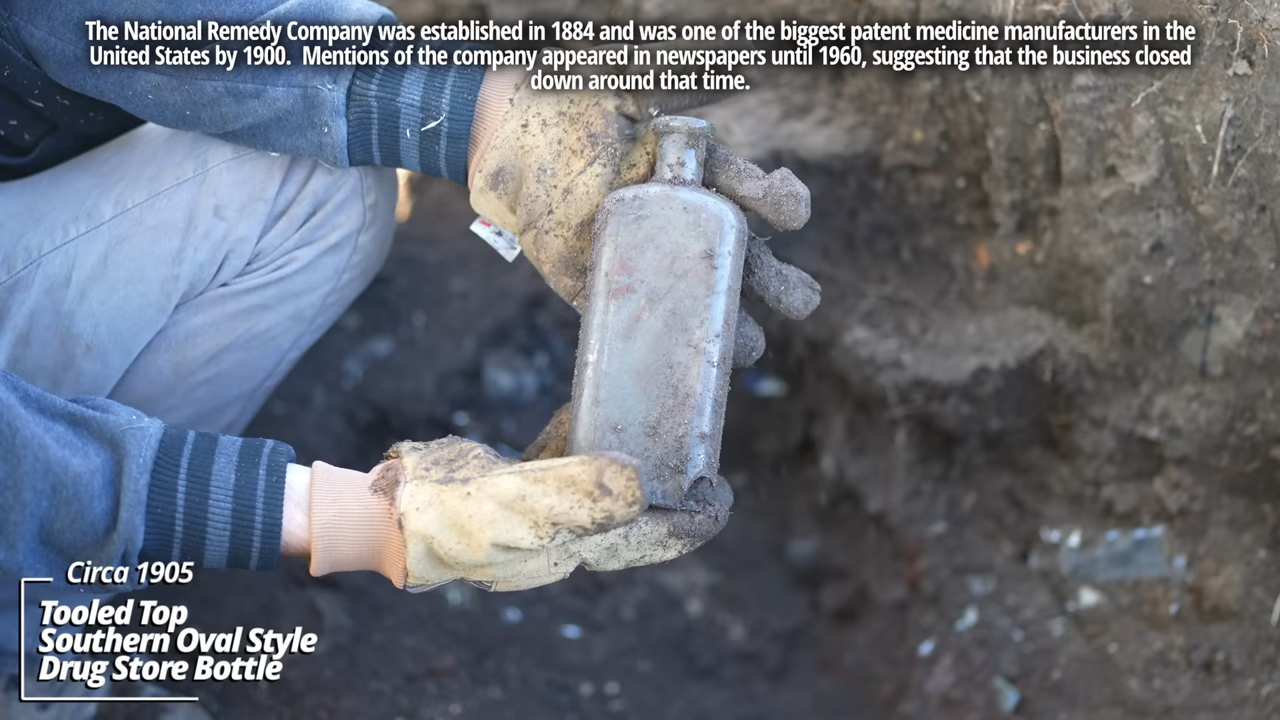 The National Remedy Company was established in 1884 and was one of the biggest patent medicine manufacturers in the
United States by 1900.  Mentions of the company appeared in newspapers until 1960, suggesting that the business closed
down around that time.
Circa 1905
Tooled Top
Southern Oval Style
Drug Store Bottle